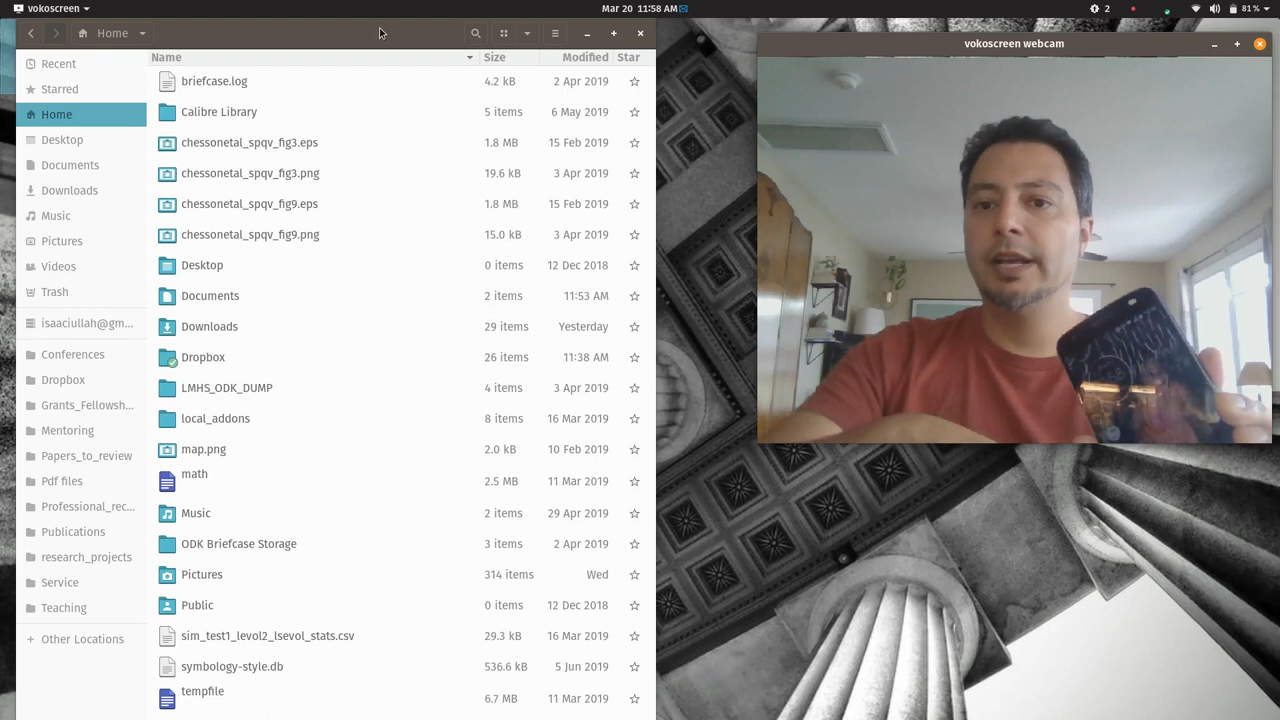 vokoscreen
Mar 20 11:58 AM
2
81 %
Home
Name Size Modified Star
Recent
Starred
Home
Desktop
Documents
Downloads
Music
Pictures
Videos
Trash
isaaciullah@gm...
Conferences
Dropbox
Grants_Fellowsh...
Mentoring
Papers_to_review
Pdf files
Professional_rec...
Publications
research_projects
Service
Teaching
Other Locations
briefcase.log 4.2 kB 2 Apr 2019
Calibre Library 5 items 6 May 2019
chessonetal_spqv_fig3.eps 1.8 MB 15 Feb 2019
chessonetal_spqv_fig3.png 19.6 kB 3 Apr 2019
chessonetal_spqv_fig9.eps 1.8 MB 15 Feb 2019
chessonetal_spqv_fig9.png 15.0 kB 3 Apr 2019
Desktop 0 items 12 Dec 2018
Documents 2 items 11:53 AM
Downloads 29 items Yesterday
Dropbox 26 items 11:38 AM
LMHS_ODK_DUMP 4 items 3 Apr 2019
local_addons 8 items 16 Mar 2019
map.png 2.0 kB 10 Feb 2019
math 2.5 MB 11 Mar 2019
Music 2 items 29 Apr 2019
ODK Briefcase Storage 3 items 2 Apr 2019
Pictures 314 items Wed
Public 0 items 12 Dec 2018
sim_test1_levol2_lsevol_stats.csv 29.3 kB 16 Mar 2019
symbology-style.db 536.6 kB 5 Jun 2019
tempfile 6.7 MB 11 Mar 2019
vokoscreen webcam